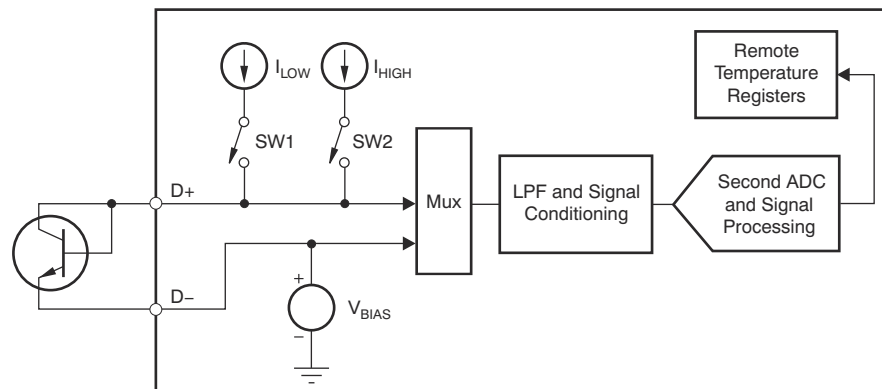 I_LOW
I_HIGH
SW1
SW2
Remote
Temperature
Registers
D+
Mux
LPF and Signal
Conditioning
Second ADC
and Signal
Processing
D−
+
V_BIAS
−